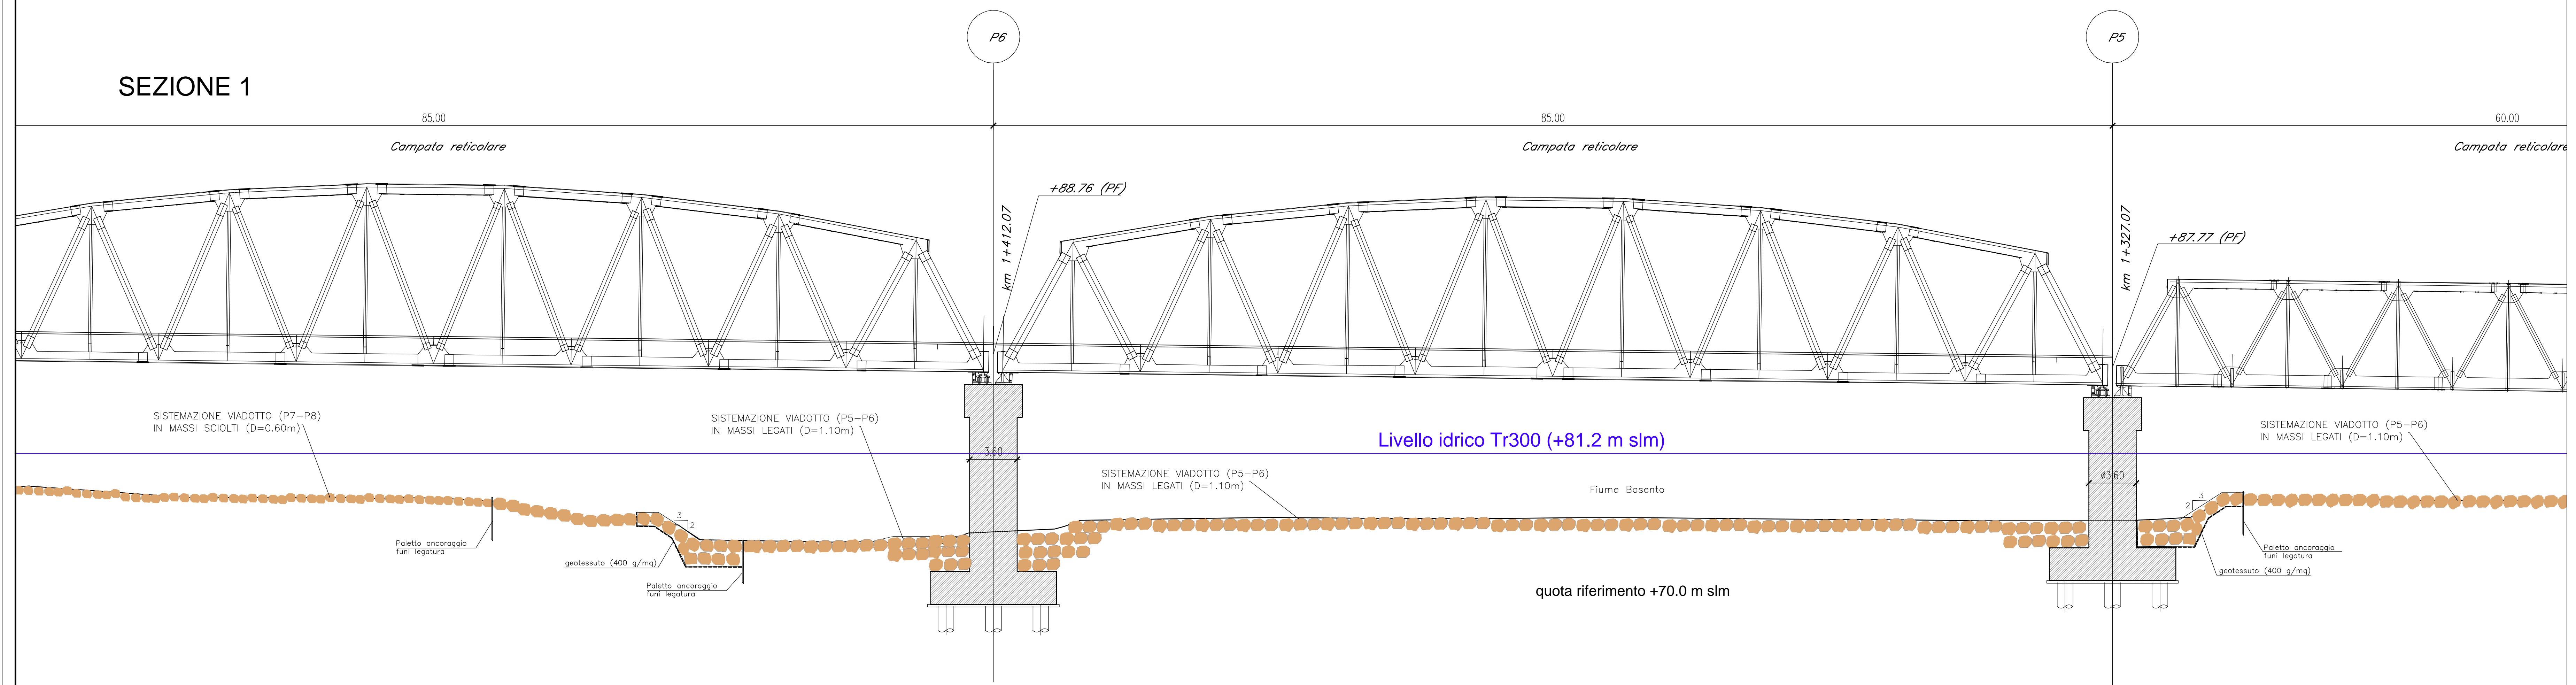 P6
P5
SEZIONE 1
85.00
85.00
60.00
Campata reticolare
Campata reticolare
Campata reticolare
+88.76 (PF)
km 1+412.07
+87.77 (PF)
km 1+327.07
SISTEMAZIONE VIADOTTO (P7-P8)
IN MASSI SCIOLTI (D=0.60m)
SISTEMAZIONE VIADOTTO (P5-P6)
IN MASSI LEGATI (D=1.10m)
Livello idrico Tr300 (+81.2 m slm)
SISTEMAZIONE VIADOTTO (P5-P6)
IN MASSI LEGATI (D=1.10m)
3.60
SISTEMAZIONE VIADOTTO (P5-P6)
IN MASSI LEGATI (D=1.10m)
Fiume Basento
ø3.60
3
2
3
2
Paletto ancoraggio
funi legatura
geotessuto (400 g/mq)
Paletto ancoraggio
funi legatura
Paletto ancoraggio
funi legatura
geotessuto (400 g/mq)
quota riferimento +70.0 m slm